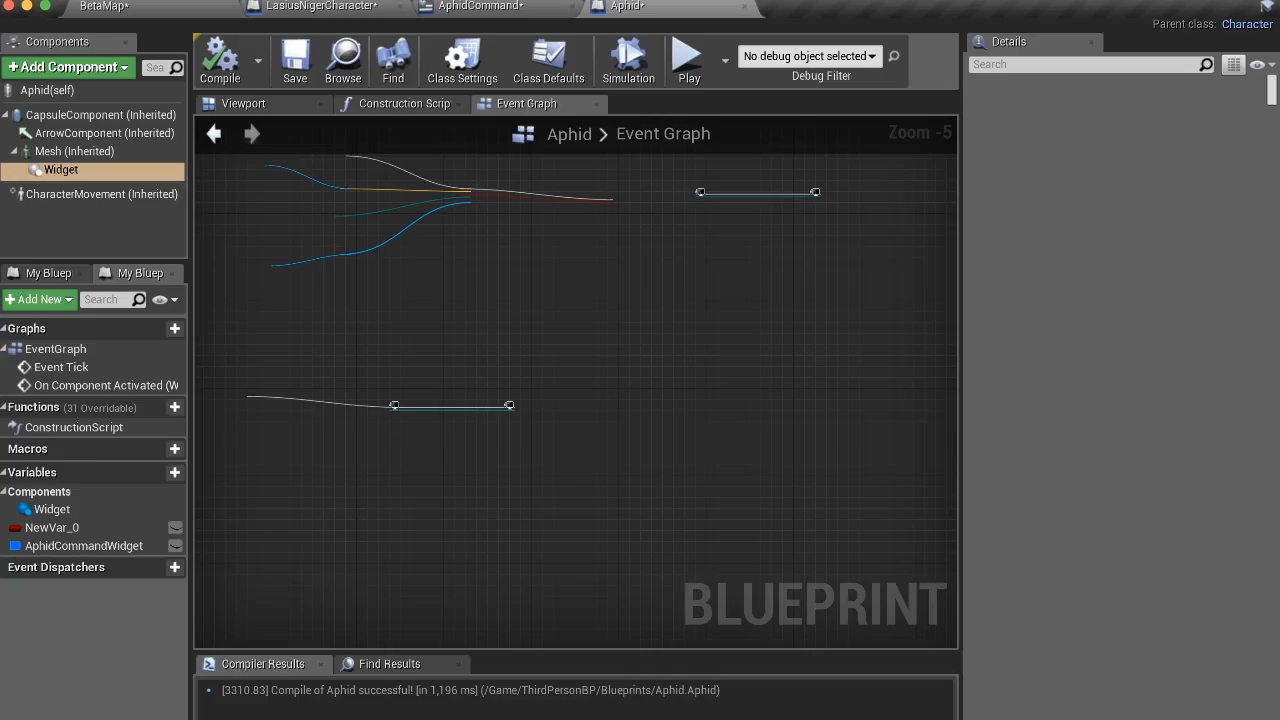 BetaMap*
LasiusNigerCharacter*
AphidCommand*
Aphid*
Parent class: Character
Components
Details
Add Component
Sea
Compile
Save
Browse
Find
Class Settings
Class Defaults
Simulation
Play
No debug object selected
Debug Filter
Search
Aphid(self)
CapsuleComponent (Inherited)
ArrowComponent (Inherited)
Mesh (Inherited)
Widget
CharacterMovement (Inherited)
Viewport
Construction Scrip
Event Graph
Aphid > Event Graph
Zoom -5
My Bluep
My Bluep
Add New
Search
Graphs
EventGraph
Event Tick
On Component Activated (W
Functions (31 Overridable)
ConstructionScript
Macros
Variables
Components
Widget
NewVar_0
AphidCommandWidget
Event Dispatchers
BLUEPRINT
Compiler Results
Find Results
[3310.83] Compile of Aphid successful! [in 1,196 ms] (/Game/ThirdPersonBP/Blueprints/Aphid.Aphid)